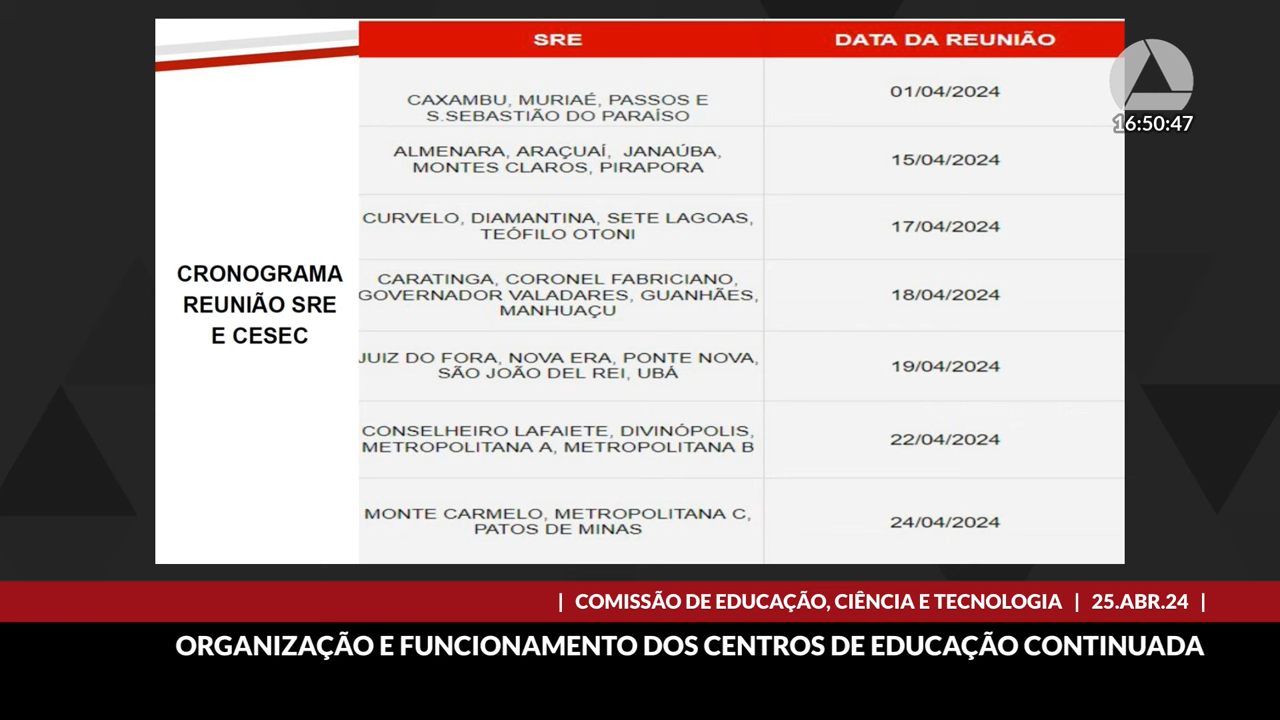 SRE
DATA DA REUNIÃO
CAXAMBU, MURIAÉ, PASSOS E
S.SEBASTIÃO DO PARAÍSO
01/04/2024
16:50:47
ALMENARA, ARAÇUAÍ, JANAÚBA,
MONTES CLAROS, PIRAPORA
15/04/2024
CURVELO, DIAMANTINA, SETE LAGOAS,
TEÓFILO OTONI
17/04/2024
CRONOGRAMA
REUNIÃO SRE
E CESEC
CARATINGA, CORONEL FABRICIANO,
GOVERNADOR VALADARES, GUANHÃES,
MANHUAÇU
18/04/2024
JUIZ DO FORA, NOVA ERA, PONTE NOVA,
SÃO JOÃO DEL REI, UBÁ
19/04/2024
CONSELHEIRO LAFAIETE, DIVINÓPOLIS,
METROPOLITANA A, METROPOLITANA B
22/04/2024
MONTE CARMELO, METROPOLITANA C,
PATOS DE MINAS
24/04/2024
| COMISSÃO DE EDUCAÇÃO, CIÊNCIA E TECNOLOGIA | 25.ABR.24 |
ORGANIZAÇÃO E FUNCIONAMENTO DOS CENTROS DE EDUCAÇÃO CONTINUADA